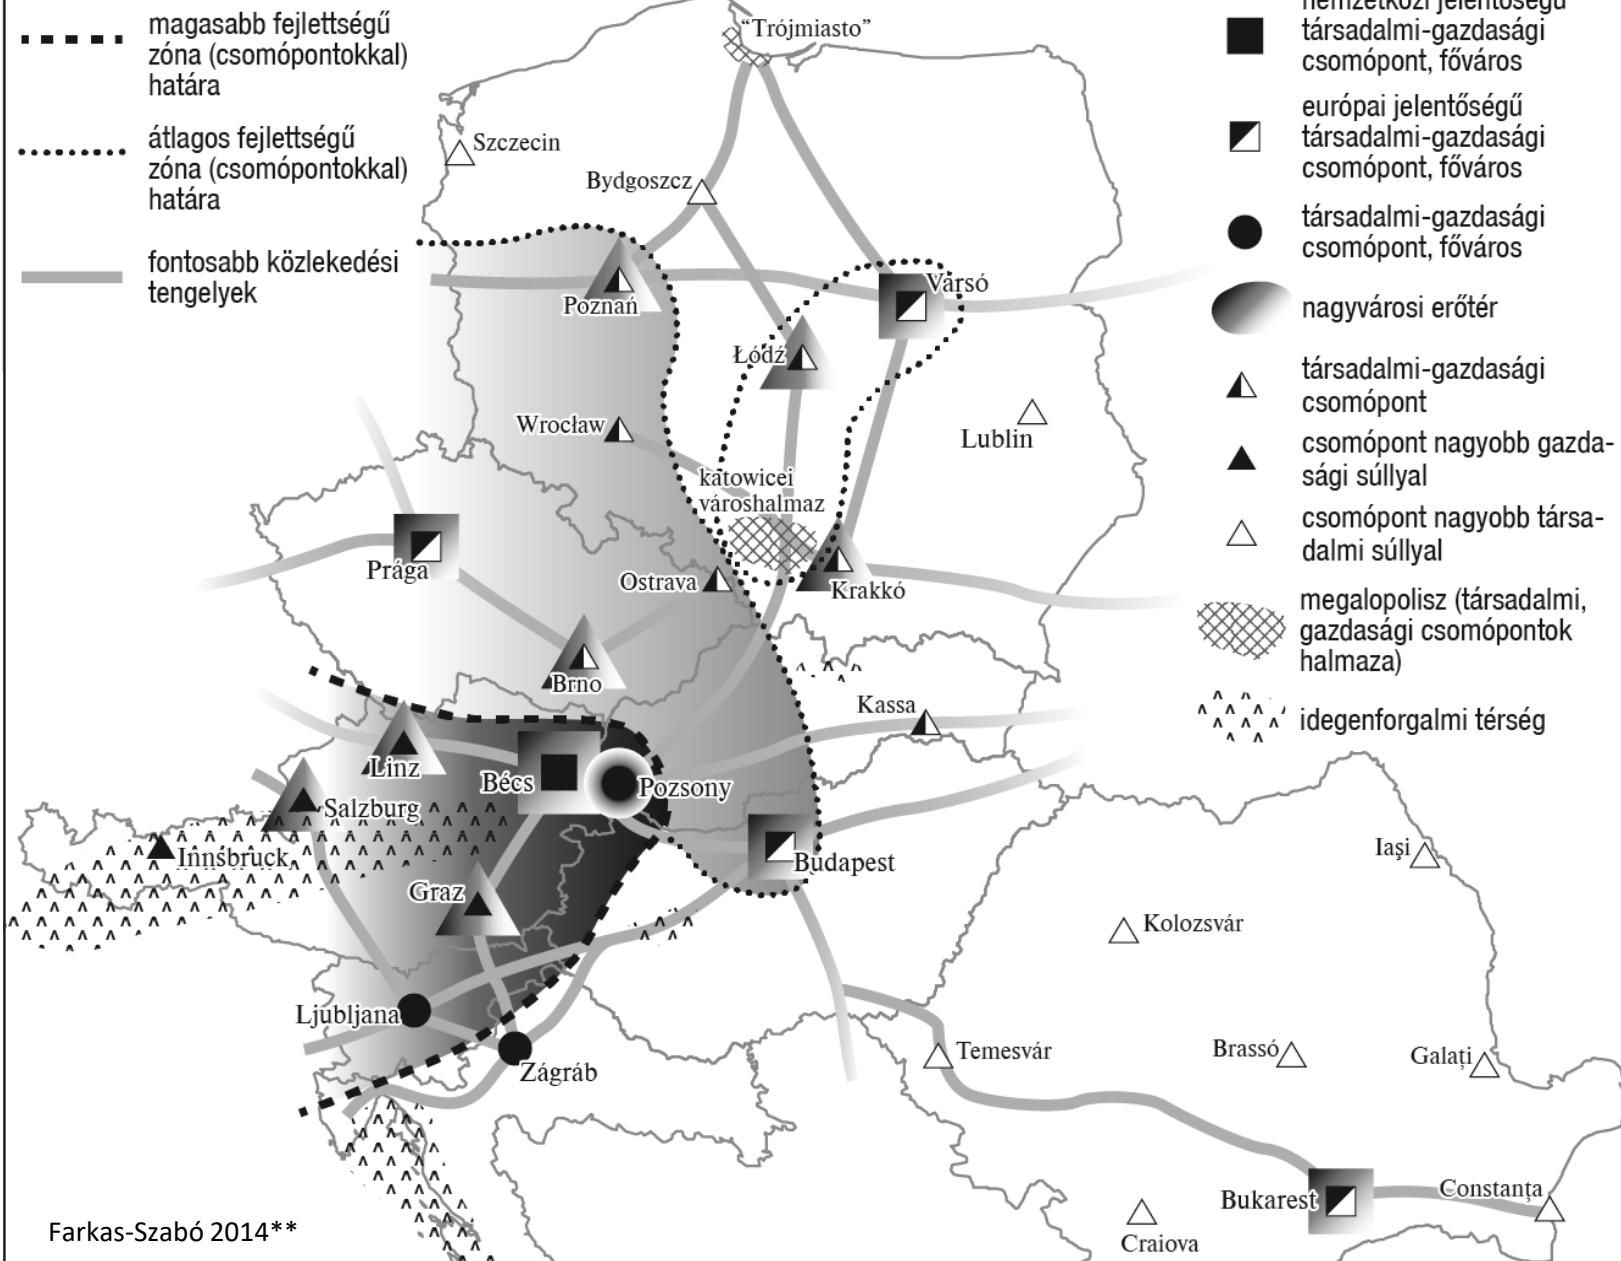 magasabb fejlettségű
zóna (csomópontokkal)
határa
átlagos fejlettségű
zóna (csomópontokkal)
határa
fontosabb közlekedési
tengelyek
nemzetközi jelentőségű
társadalmi-gazdasági
csomópont, főváros
európai jelentőségű
társadalmi-gazdasági
csomópont, főváros
társadalmi-gazdasági
csomópont, főváros
nagyvárosi erőtér
társadalmi-gazdasági
csomópont
csomópont nagyobb gazda-
sági súllyal
csomópont nagyobb társa-
dalmi súllyal
megalopolisz (társadalmi,
gazdasági csomópontok
halmaza)
idegenforgalmi térség
“Trójmiasto”
Szczecin
Bydgoszcz
Poznań
Varsó
Łódź
Wrocław
Lublin
katowicei
városhalmaz
Prága
Ostrava
Krakkó
Brno
Kassa
Linz
Bécs
Pozsony
Salzburg
Innsbruck
Budapest
Iaşi
Graz
Kolozsvár
Ljubljana
Zágráb
Temesvár
Brassó
Galaţi
Bukarest
Constanţa
Craiova
Farkas-Szabó 2014**